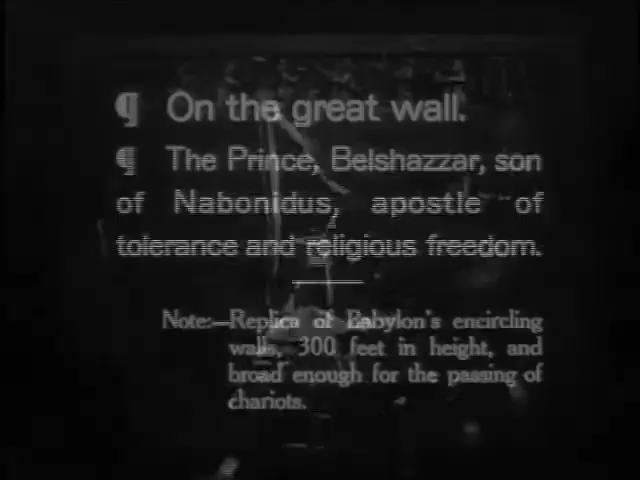 ¶ On the great wall.
¶ The Prince, Belshazzar, son
of Nabonidus, apostle of
tolerance and religious freedom.
Note:—Replica of Babylon's encircling
walls, 300 feet in height, and
broad enough for the passing of
chariots.